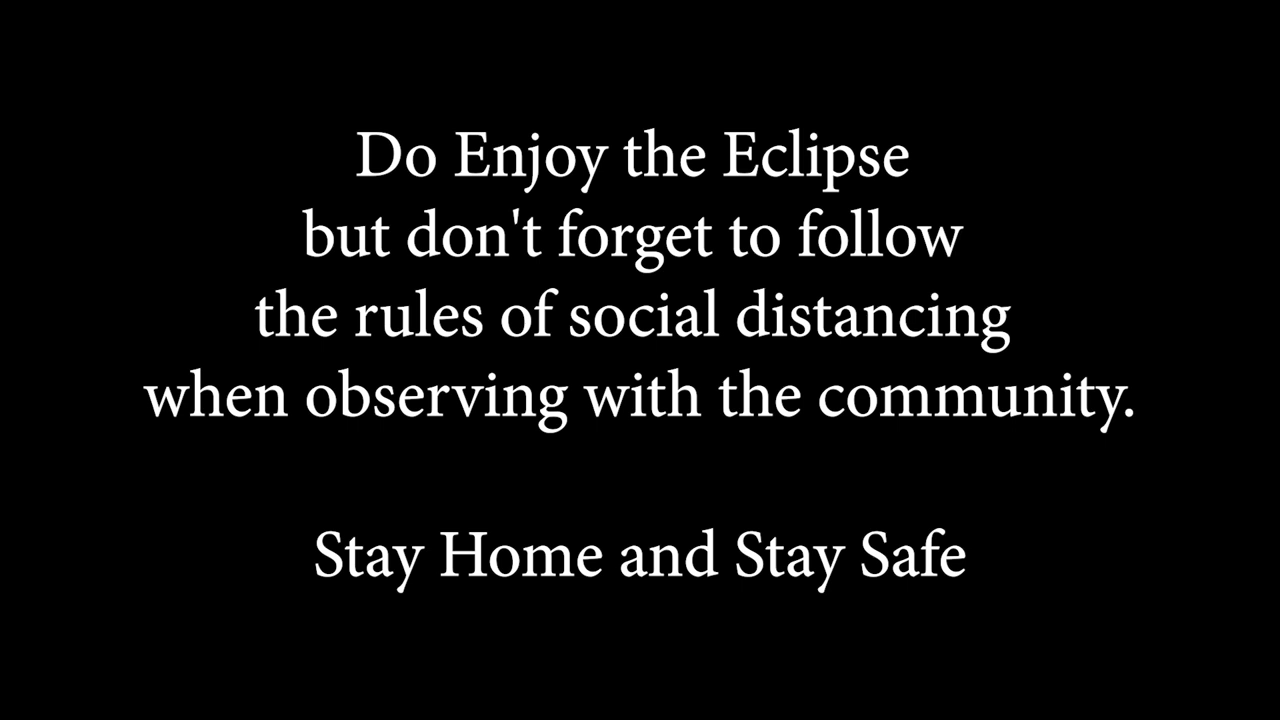 Do Enjoy the Eclipse
but don't forget to follow
the rules of social distancing
when observing with the community.
Stay Home and Stay Safe